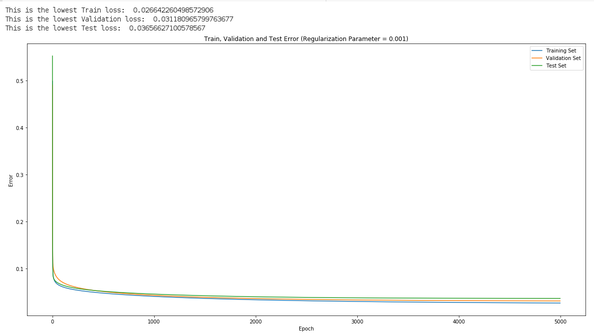 This is the lowest Train loss:  0.026642260498572906
This is the lowest Validation loss:  0.031180965799763677
This is the lowest Test loss:  0.03656627100578567
Train, Validation and Test Error (Regularization Parameter = 0.001)
Training Set
Validation Set
Test Set
0.5
0.4
0.3
0.2
0.1
Error
0 1000 2000 3000 4000 5000
Epoch